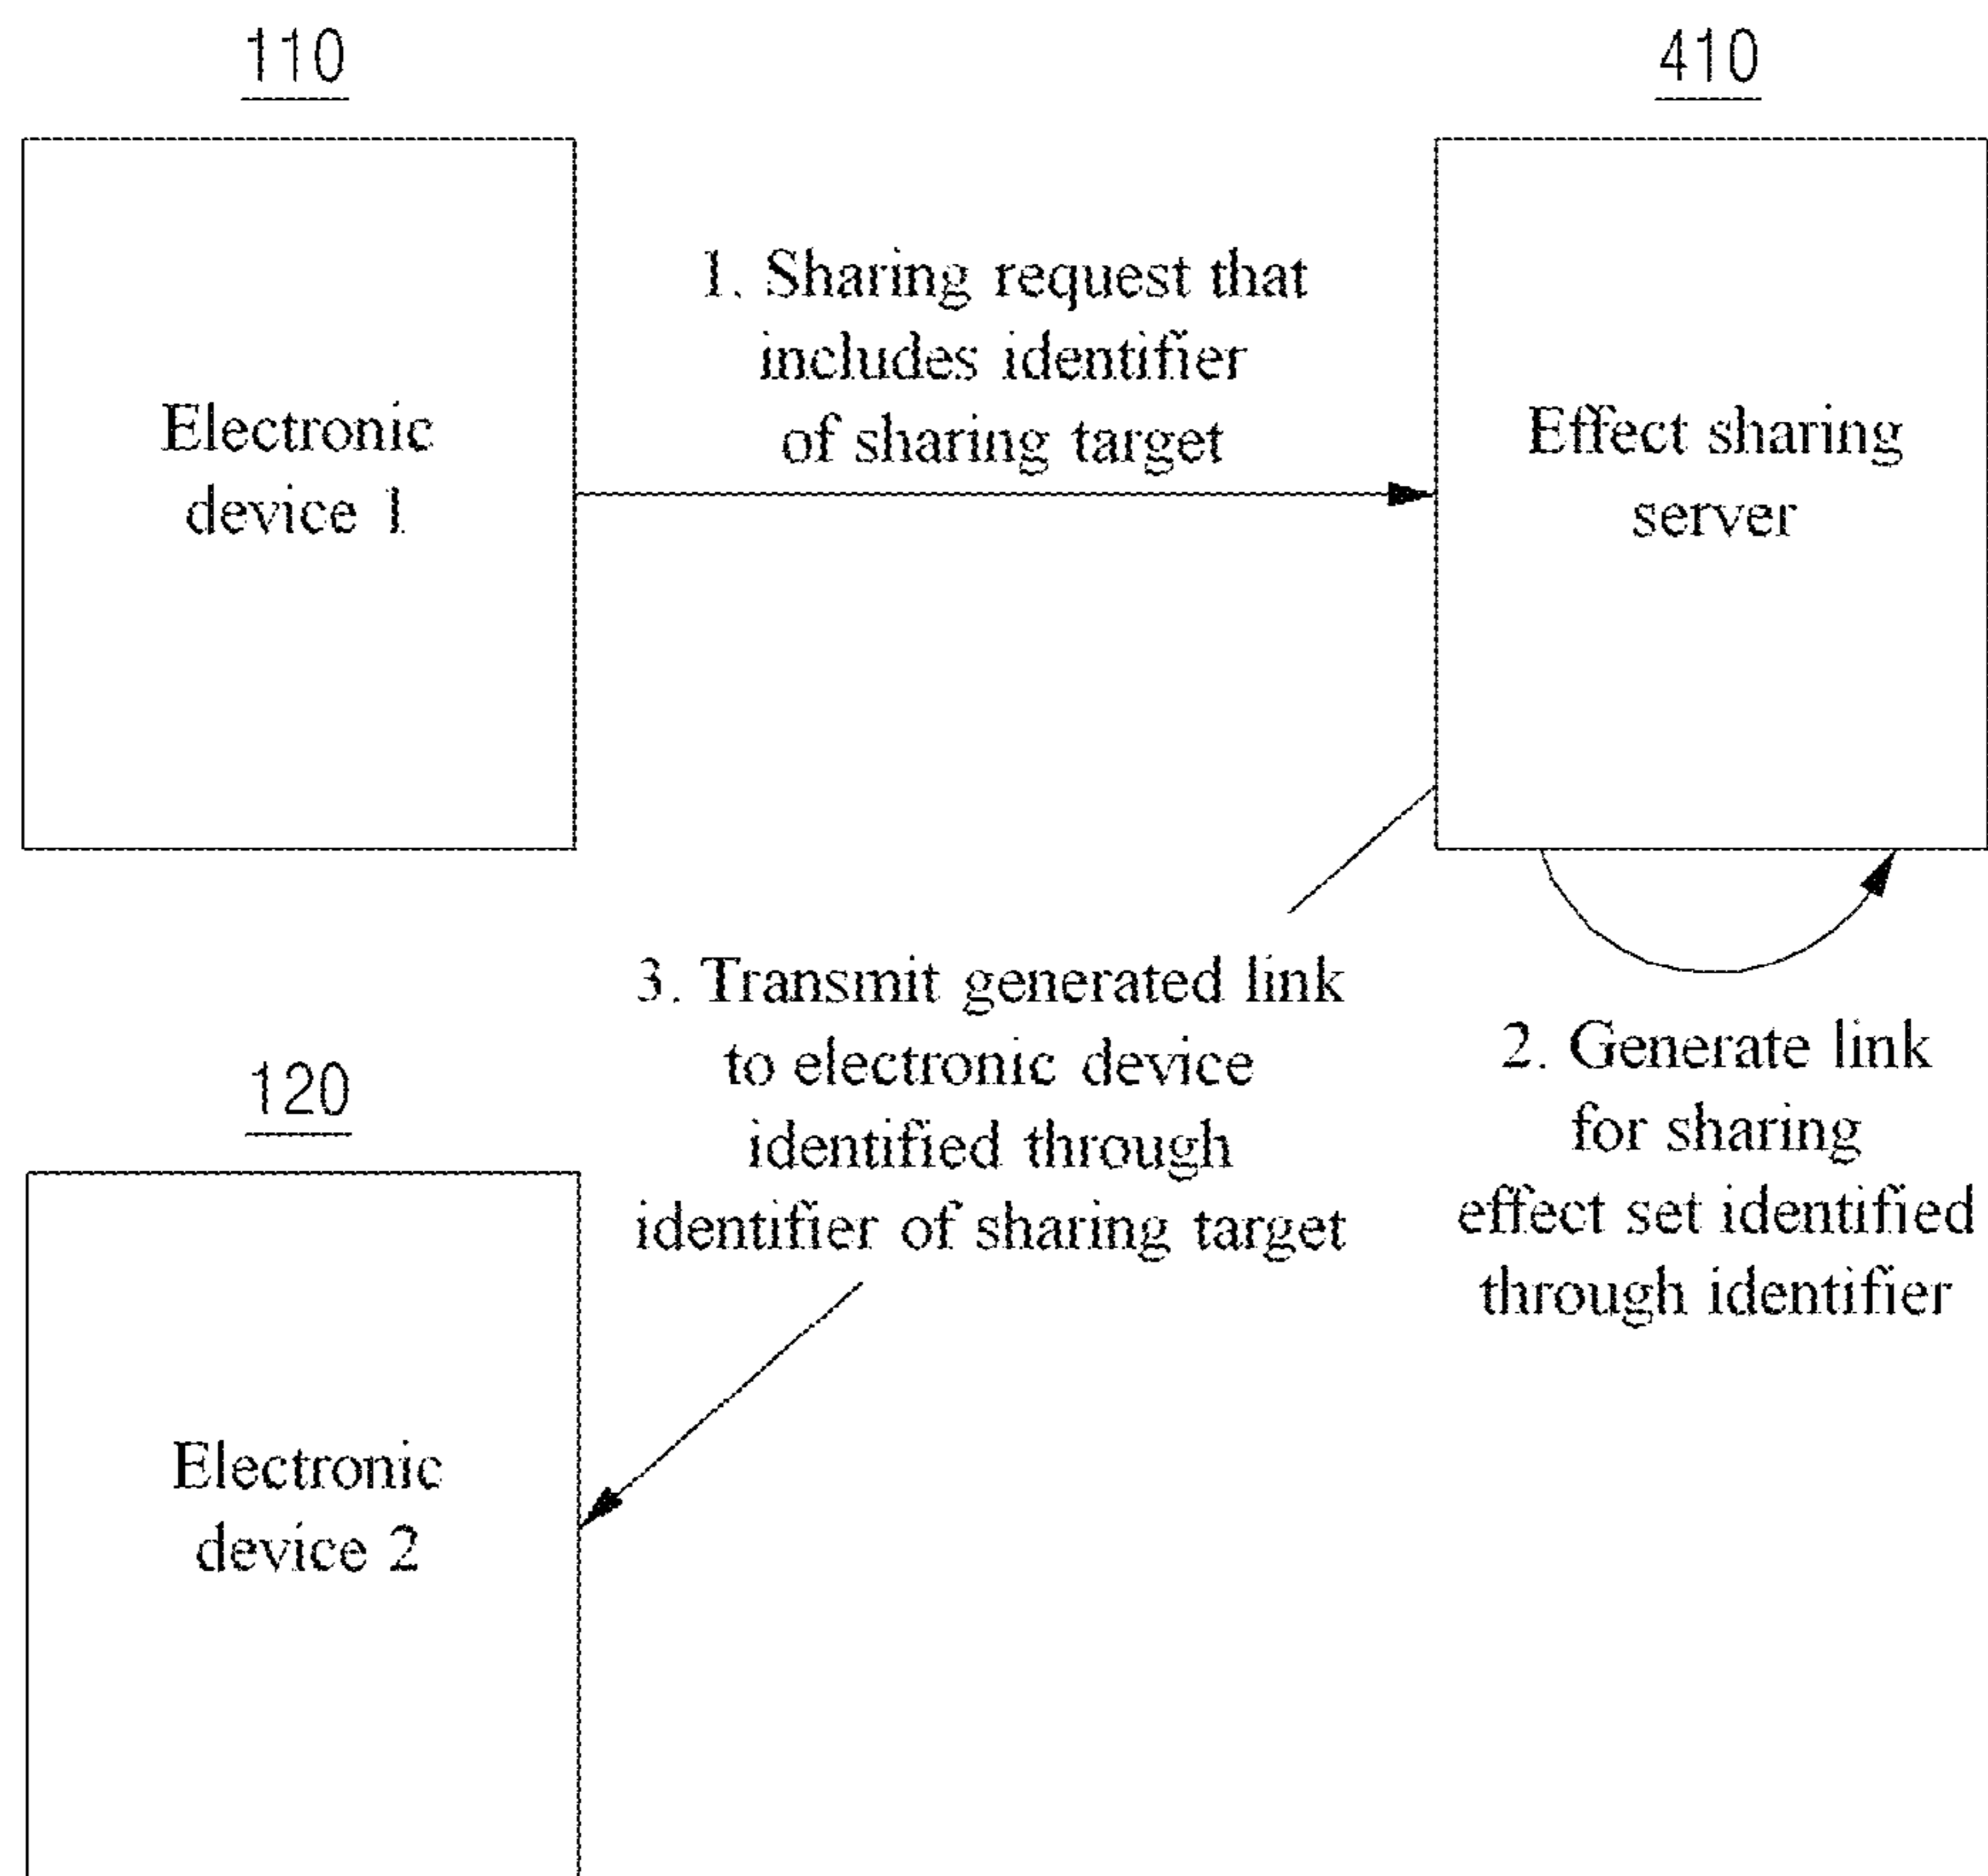 110
410
Electronic
device 1
1. Sharing request that
includes identifier
of sharing target
Effect sharing
server
3. Transmit generated link
to electronic device
identified through
identifier of sharing target
2. Generate link
for sharing
effect set identified
through identifier
120
Electronic
device 2